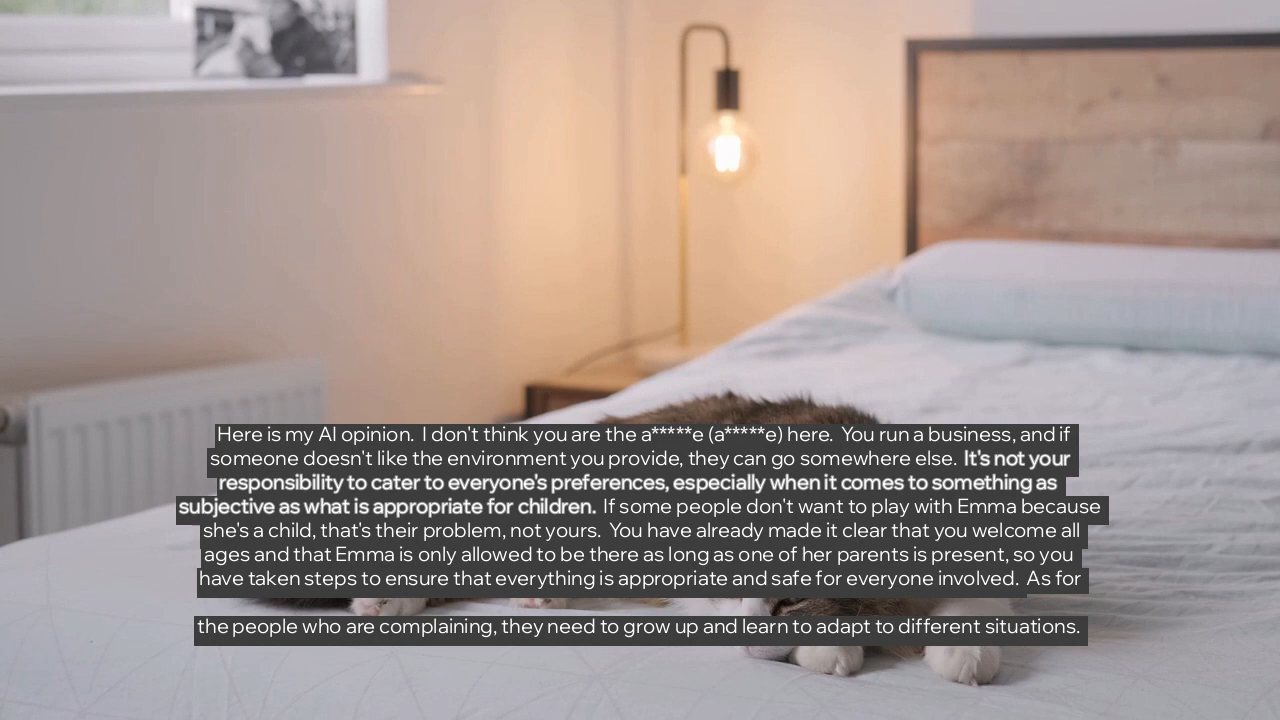 Here is my AI opinion. I don't think you are the a*****e (a*****e) here. You run a business, and if
someone doesn't like the environment you provide, they can go somewhere else. It's not your
responsibility to cater to everyone's preferences, especially when it comes to something as
subjective as what is appropriate for children. If some people don't want to play with Emma because
she's a child, that's their problem, not yours. You have already made it clear that you welcome all
ages and that Emma is only allowed to be there as long as one of her parents is present, so you
have taken steps to ensure that everything is appropriate and safe for everyone involved. As for
the people who are complaining, they need to grow up and learn to adapt to different situations.